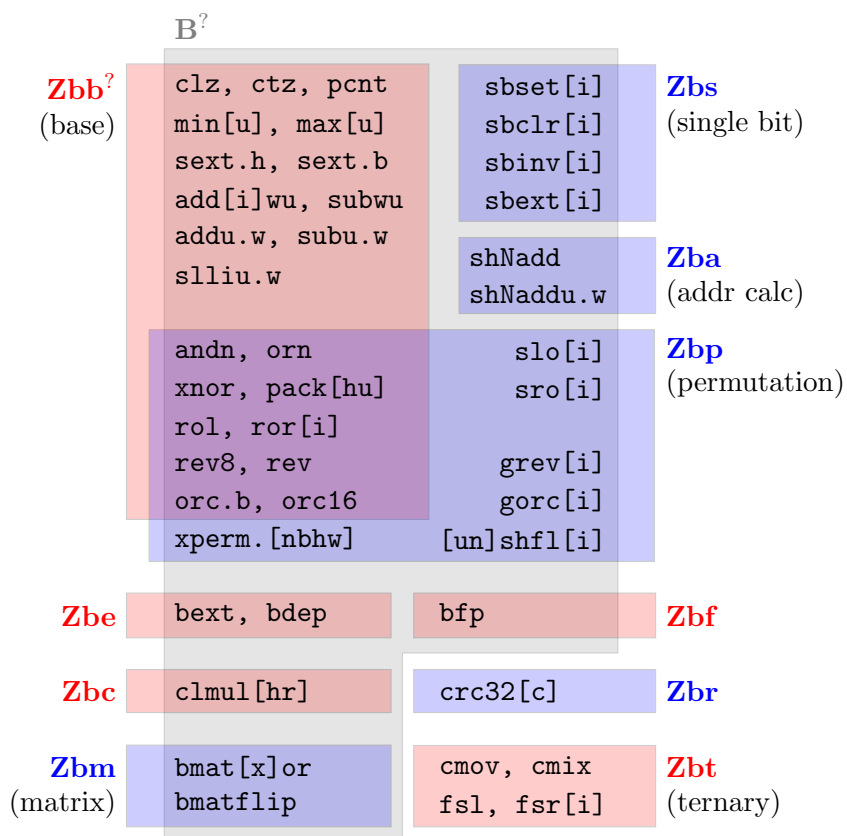 B?
Zbb?
(base)
clz, ctz, pcnt
min[u], max[u]
sext.h, sext.b
add[i]wu, subwu
addu.w, subu.w
slliu.w
sbset[i]
sbclr[i]
sbinv[i]
sbext[i]
Zbs
(single bit)
shNadd
shNaddu.w
Zba
(addr calc)
andn, orn
xnor, pack[hu]
rol, ror[i]
rev8, rev
orc.b, orc16
xperm.[nbhw]
slo[i]
sro[i]
grev[i]
gorc[i]
[un]shfl[i]
Zbp
(permutation)
Zbe
bext, bdep
bfp
Zbf
Zbc
clmul[hr]
crc32[c]
Zbr
Zbm
(matrix)
bmat[x]or
bmatflip
cmov, cmix
fsl, fsr[i]
Zbt
(ternary)